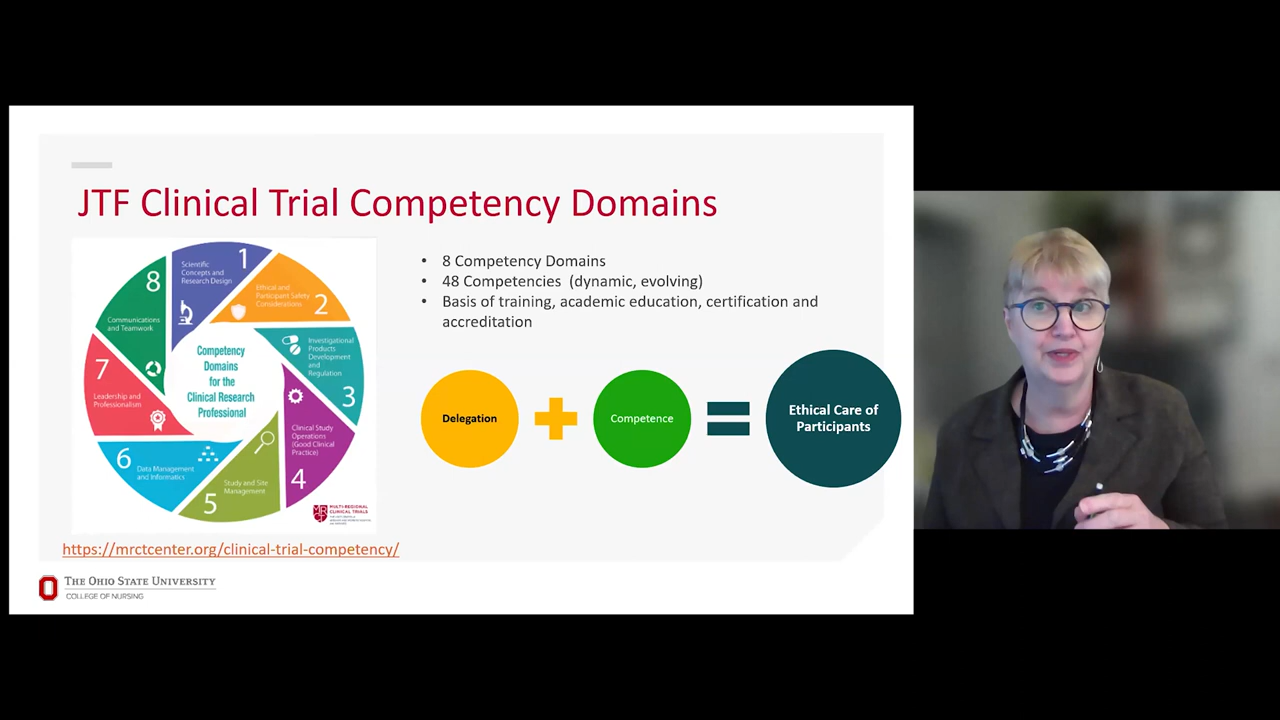 JTF Clinical Trial Competency Domains
1
Scientific
Concepts and
Research Design
2
Ethical and
Participant Safety
Considerations
3
Investigational
Products
Development
and
Regulation
4
Clinical Study
Operations
(Good Clinical
Practice)
5
Study and Site
Management
6
Data Management
and Informatics
7
Leadership and
Professionalism
8
Communications
and Teamwork
Competency
Domains
for the
Clinical Research
Professional
MULTI-REGIONAL
CLINICAL TRIALS
https://mrctcenter.org/clinical-trial-competency/
• 8 Competency Domains
• 48 Competencies (dynamic, evolving)
• Basis of training, academic education, certification and
accreditation
Delegation
Competence
Ethical Care of
Participants
THE OHIO STATE UNIVERSITY
COLLEGE OF NURSING